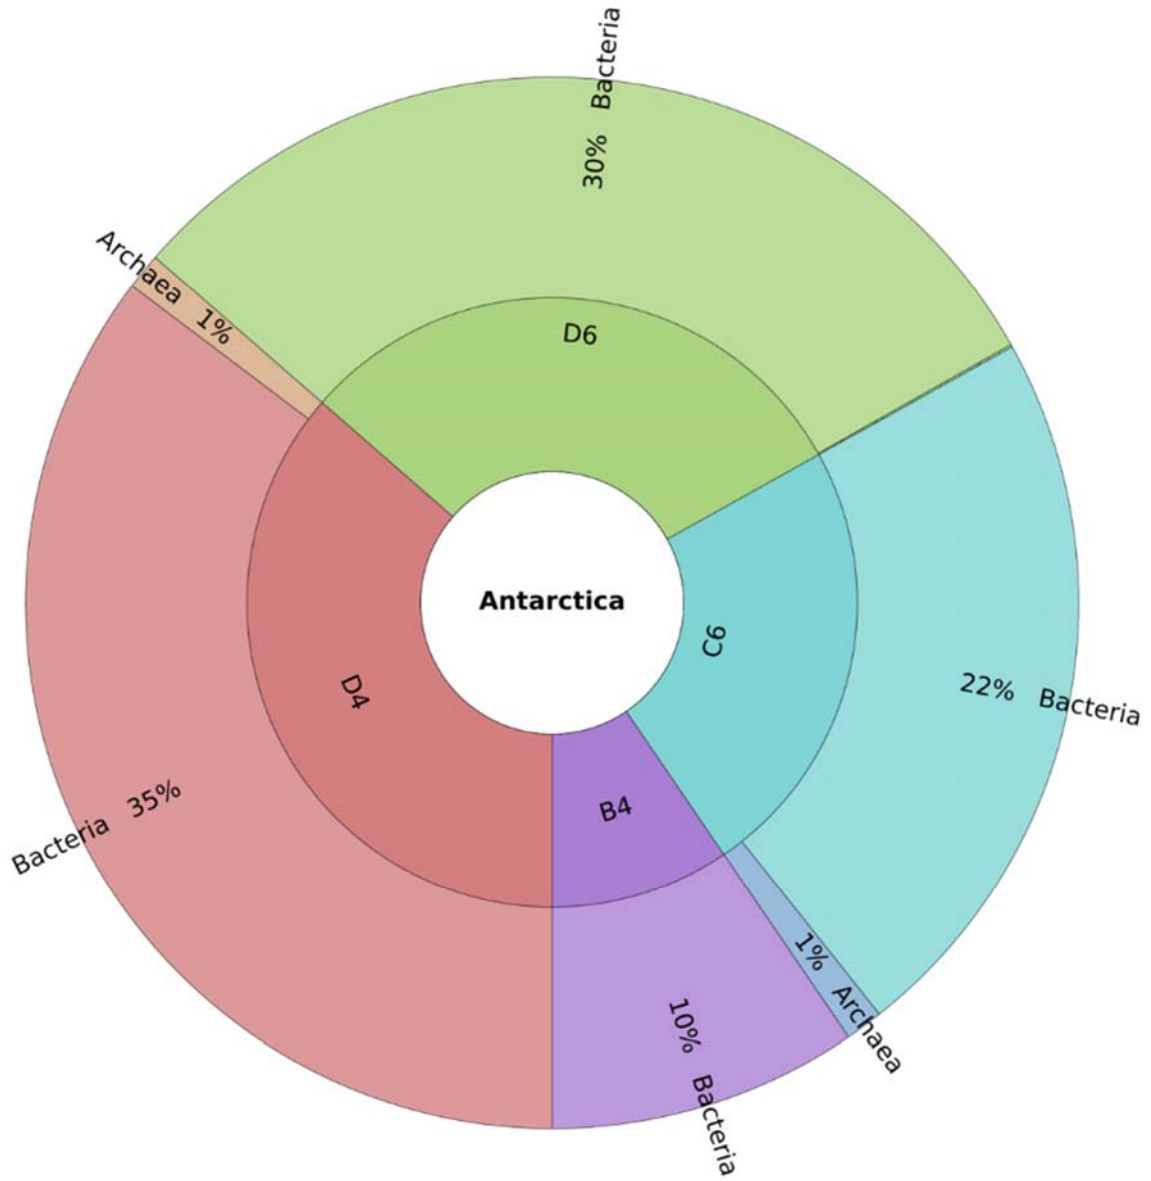 30% Bacteria
Archaea 1%
D6
Antarctica
C6
22% Bacteria
D4
35%
Bacteria
B4
1% Archaea
10% Bacteria